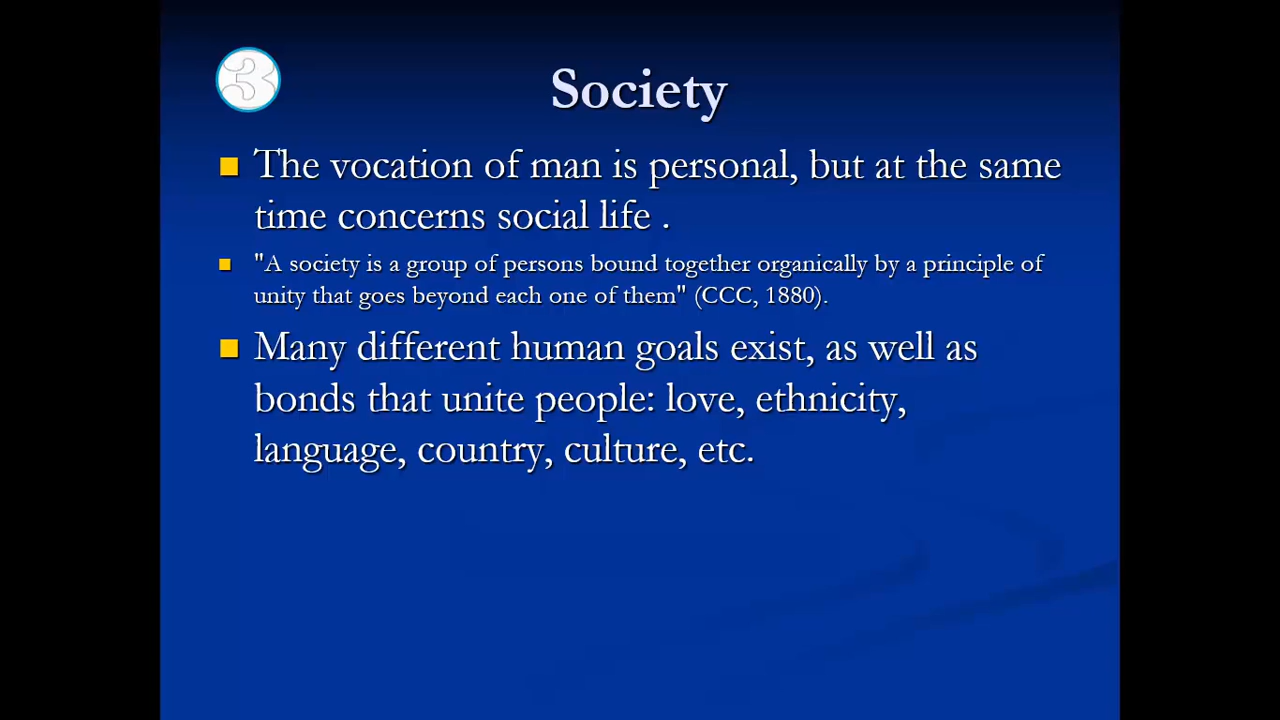 3
Society
The vocation of man is personal, but at the same
time concerns social life .
"A society is a group of persons bound together organically by a principle of
unity that goes beyond each one of them" (CCC, 1880).
Many different human goals exist, as well as
bonds that unite people: love, ethnicity,
language, country, culture, etc.